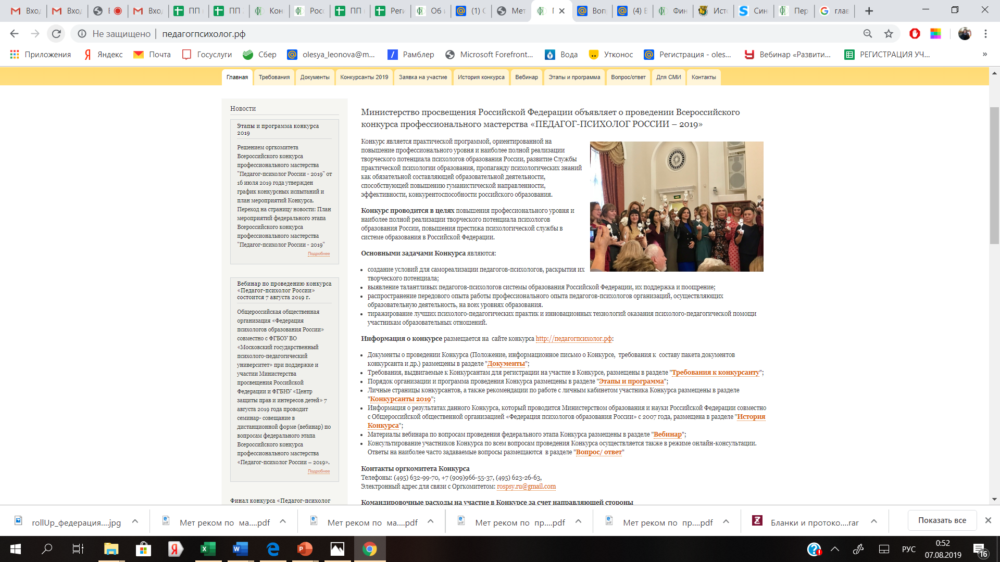 Вход
Вход
Е
Вход
ПП
ПП
Кон
Росс
ПП
Реги
Об и
(1) С
Мет
Г
Вопр
(4) В
Фин
Исто
Син
Пер
глав
Не защищено | педагогпсихолог.рф
Приложения
Яндекс
Почта
Госуслуги
Сбер
olesya_leonova@m...
Рамблер
Microsoft Forefront...
Вода
Утконос
Регистрация - oles...
Вебинар «Развити...
РЕГИСТРАЦИЯ УЧ...
»
Главная
Требования
Документы
Конкурсанты 2019
Заявка на участие
История конкурса
Вебинар
Этапы и программа
Вопрос/ответ
Для СМИ
Контакты
Новости
Этапы и программа конкурса
2019
Решением оргкомитета
Всероссийского конкурса
профессионального мастерства
"Педагог-психолог России - 2019" от
16 июля 2019 года утвержден
график конкурсных испытаний и
план мероприятий Конкурса.
Переход на страницу новости: План
мероприятий федерального этапа
Всероссийского конкурса
профессионального мастерства
"Педагог-психолог России - 2019"
Подробнее
Вебинар по проведению конкурса
«Педагог-психолог России»
состоится 7 августа 2019 г.
Общероссийская общественная
организация «Федерация
психологов образования России»
совместно с ФГБОУ ВО
«Московский государственный
психолого-педагогический
университет» при поддержке и
участии Министерства
просвещения Российской
Федерации и ФГБНУ «Центр
защиты прав и интересов детей» 7
августа 2019 года проводит
семинар- совещание в
дистанционной форме (вебинар) по
вопросам федерального этапа
Всероссийского конкурса
профессионального мастерства
«Педагог-психолог России – 2019».
Подробнее
Финал конкурса «Педагог-психолог
Министерство просвещения Российской Федерации объявляет о проведении Всероссийского
конкурса профессионального мастерства «ПЕДАГОГ-ПСИХОЛОГ РОССИИ – 2019»
Конкурс является практической программой, ориентированной на
повышение профессионального уровня и наиболее полной реализации
творческого потенциала психологов образования России, развитие Службы
практической психологии образования, пропаганду психологических знаний
как обязательной составляющей образовательной деятельности,
способствующей повышению гуманистической направленности,
эффективности, конкурентоспособности российского образования.
Конкурс проводится в целях повышения профессионального уровня и
наиболее полной реализации творческого потенциала психологов
образования России, повышения престижа психологической службы в
системе образования в Российской Федерации.
Основными задачами Конкурса являются:
• создание условий для самореализации педагогов-психологов, раскрытия их
творческого потенциала;
• выявление талантливых педагогов-психологов системы образования Российской Федерации, их поддержка и поощрение;
• распространение передового опыта работы профессионального опыта педагогов-психологов организаций, осуществляющих
образовательную деятельность, на всех уровнях образования.
• тиражирование лучших психолого-педагогических практик и инновационных технологий оказания психолого-педагогической помощи
участникам образовательных отношений.
Информация о конкурсе размещается на сайте конкурса http://педагогпсихолог.рф:
• Документы о проведении Конкурса (Положение, информационное письмо о Конкурсе, требования к составу пакета документов
конкурсанта и др.) размещены в разделе "Документы";
• Требования, выдвигаемые к Конкурсантам для регистрации на участие в Конкурсе, размещены в разделе "Требования к конкурсанту";
• Порядок организации и программа проведения Конкурса размещены в разделе "Этапы и программа";
• Личные страницы конкурсантов, а также рекомендации по работе с личным кабинетом участника Конкурса размещены в разделе
"Конкурсанты 2019";
• Информация о результатах данного Конкурса, который проводится Министерством образования и науки Российской Федерации совместно
с Общероссийской общественной организацией «Федерация психологов образования России» с 2007 года, размещена в разделе "История
Конкурса";
• Материалы вебинара по вопросам проведения федерального этапа Конкурса размещены в разделе "Вебинар";
• Консультирование участников Конкурса по всем вопросам проведения Конкурса осуществляется также в режиме онлайн-консультации.
Ответы на наиболее часто задаваемые вопросы размещаются в разделе "Вопрос/ ответ"
Контакты оргкомитета Конкурса
Телефоны: (495) 632-99-70, +7 (909)966-55-37, (495) 623-26-63,
Электронный адрес для связи с Оргкомитетом: rospsy.ru@gmail.com
Командировочные расходы на участие в Конкурсе за счет направляющей стороны
rollUp_федерация....jpg
Мет реком по ма....pdf
Мет реком по ма....pdf
Мет реком по пр....pdf
Мет реком по пр....pdf
Бланки и протоко....rar
Показать все
РУС
0:52
07.08.2019
16